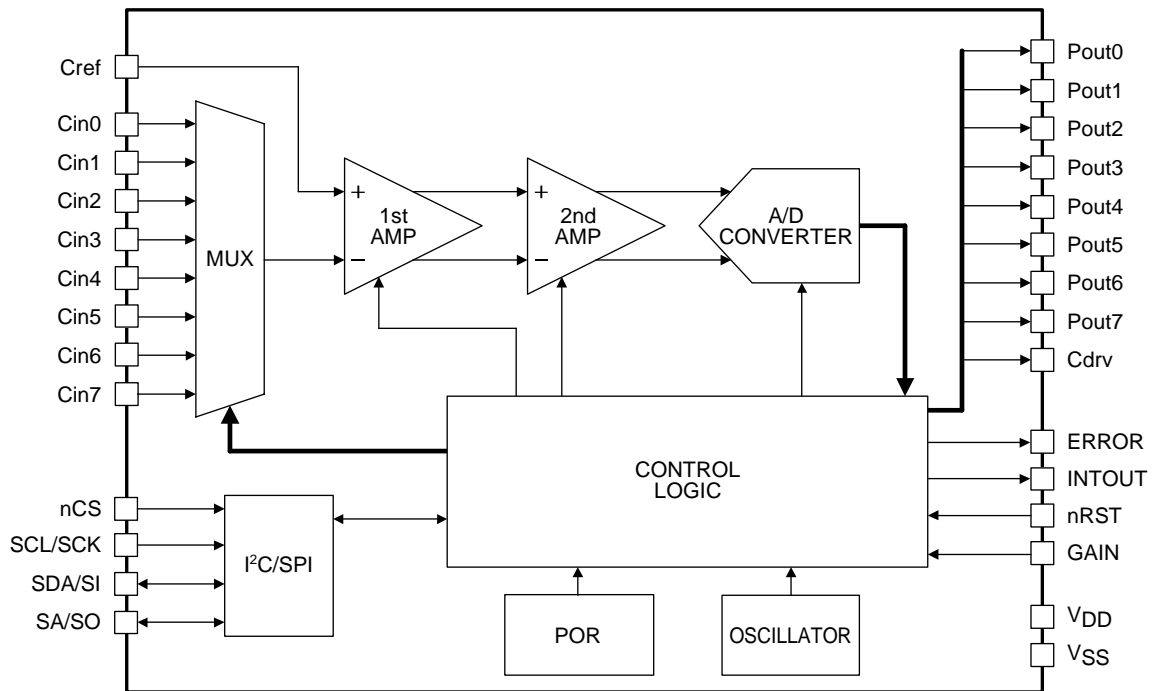 Cref
Cin0
Cin1
Cin2
Cin3
Cin4
Cin5
Cin6
Cin7
nCS
SCL/SCK
SDA/SI
SA/SO
MUX
+
−
1st
AMP
+
−
2nd
AMP
A/D
CONVERTER
CONTROL
LOGIC
I²C/SPI
POR
OSCILLATOR
Pout0
Pout1
Pout2
Pout3
Pout4
Pout5
Pout6
Pout7
Cdrv
ERROR
INTOUT
nRST
GAIN
VDD
VSS